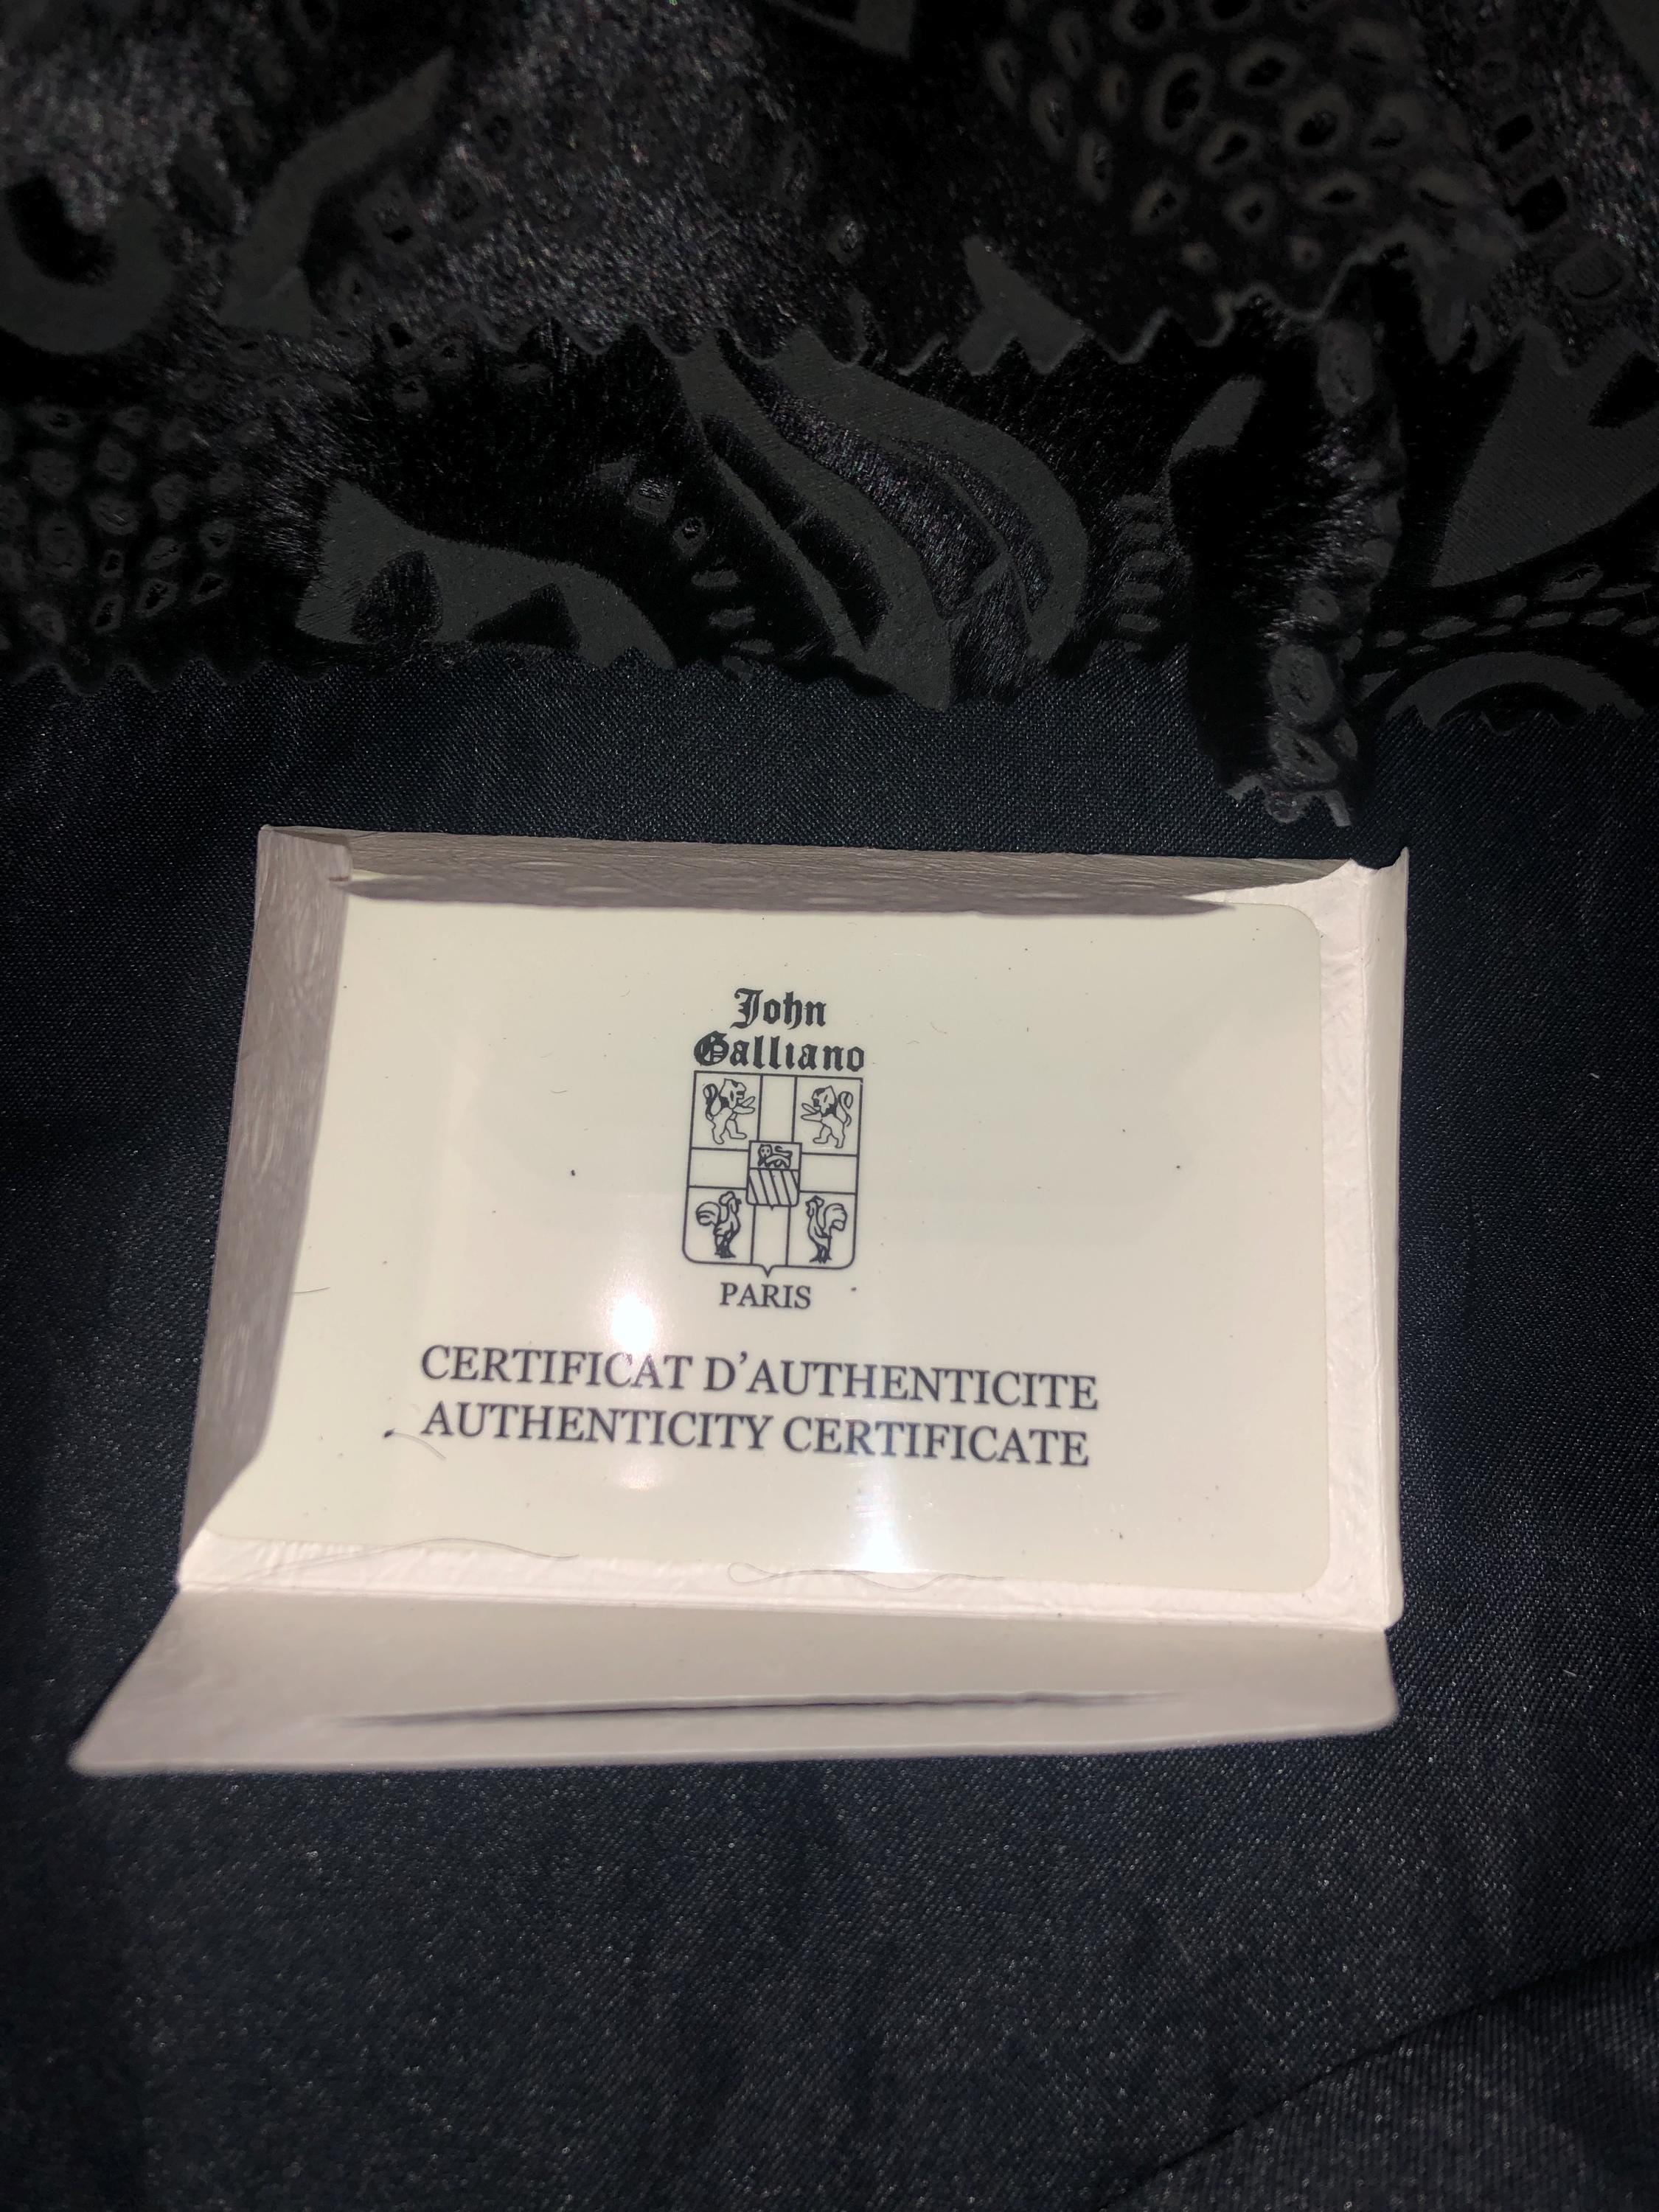 John
Galliano
PARIS
CERTIFICAT D'AUTHENTICITE
AUTHENTICITY CERTIFICATE